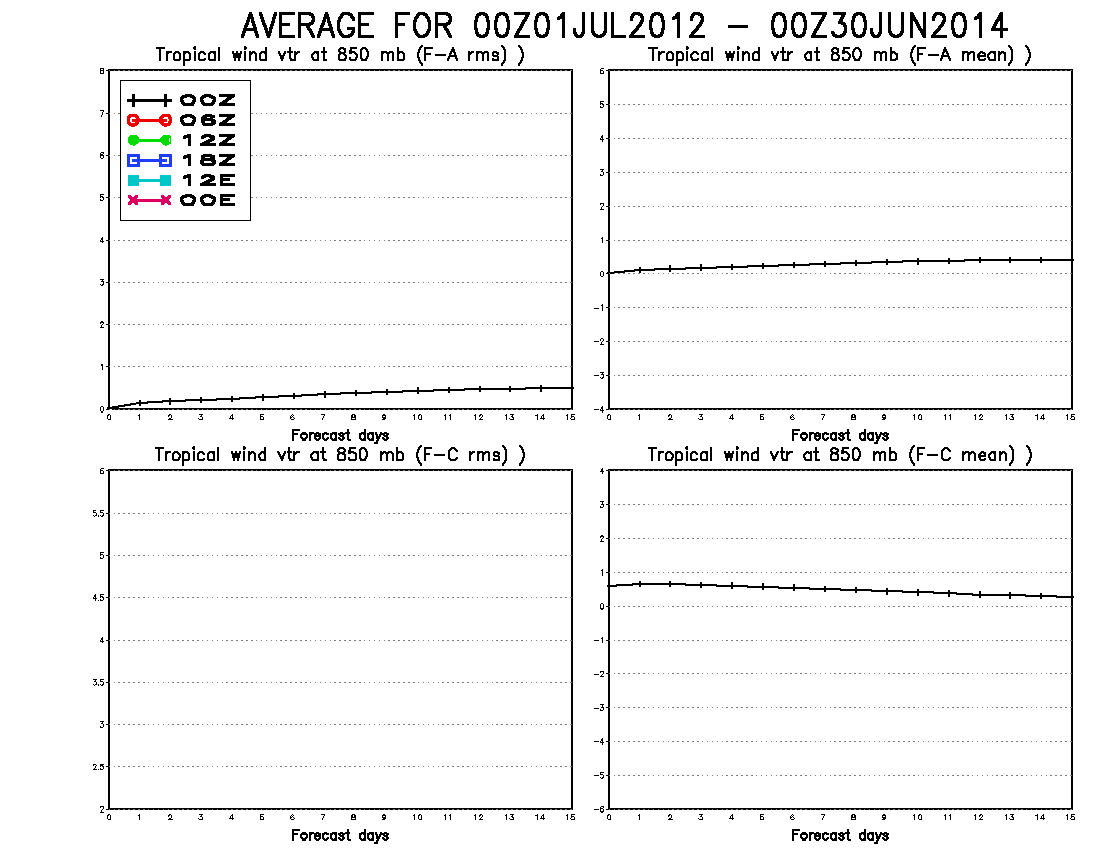 AVERAGE FOR 00Z01JUL2012 – 00Z30JUN2014
Tropical wind vtr at 850 mb (F–A rms) )
8
7
6
5
4
3
2
1
0
00Z
06Z
12Z
18Z
12E
00E
0 1 2 3 4 5 6 7 8 9 10 11 12 13 14 15
Forecast days
Tropical wind vtr at 850 mb (F–A mean) )
6
5
4
3
2
1
0
–1
–2
–3
–4
0 1 2 3 4 5 6 7 8 9 10 11 12 13 14 15
Forecast days
Tropical wind vtr at 850 mb (F–C rms) )
6
5.5
5
4.5
4
3.5
3
2.5
2
0 1 2 3 4 5 6 7 8 9 10 11 12 13 14 15
Forecast days
Tropical wind vtr at 850 mb (F–C mean) )
4
3
2
1
0
–1
–2
–3
–4
–5
–6
0 1 2 3 4 5 6 7 8 9 10 11 12 13 14 15
Forecast days